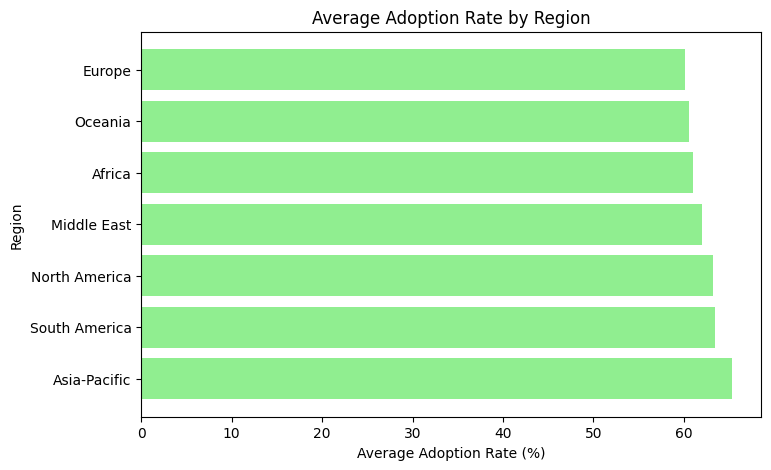 Average Adoption Rate by Region
Region
Europe
Oceania
Africa
Middle East
North America
South America
Asia-Pacific
0 10 20 30 40 50 60
Average Adoption Rate (%)